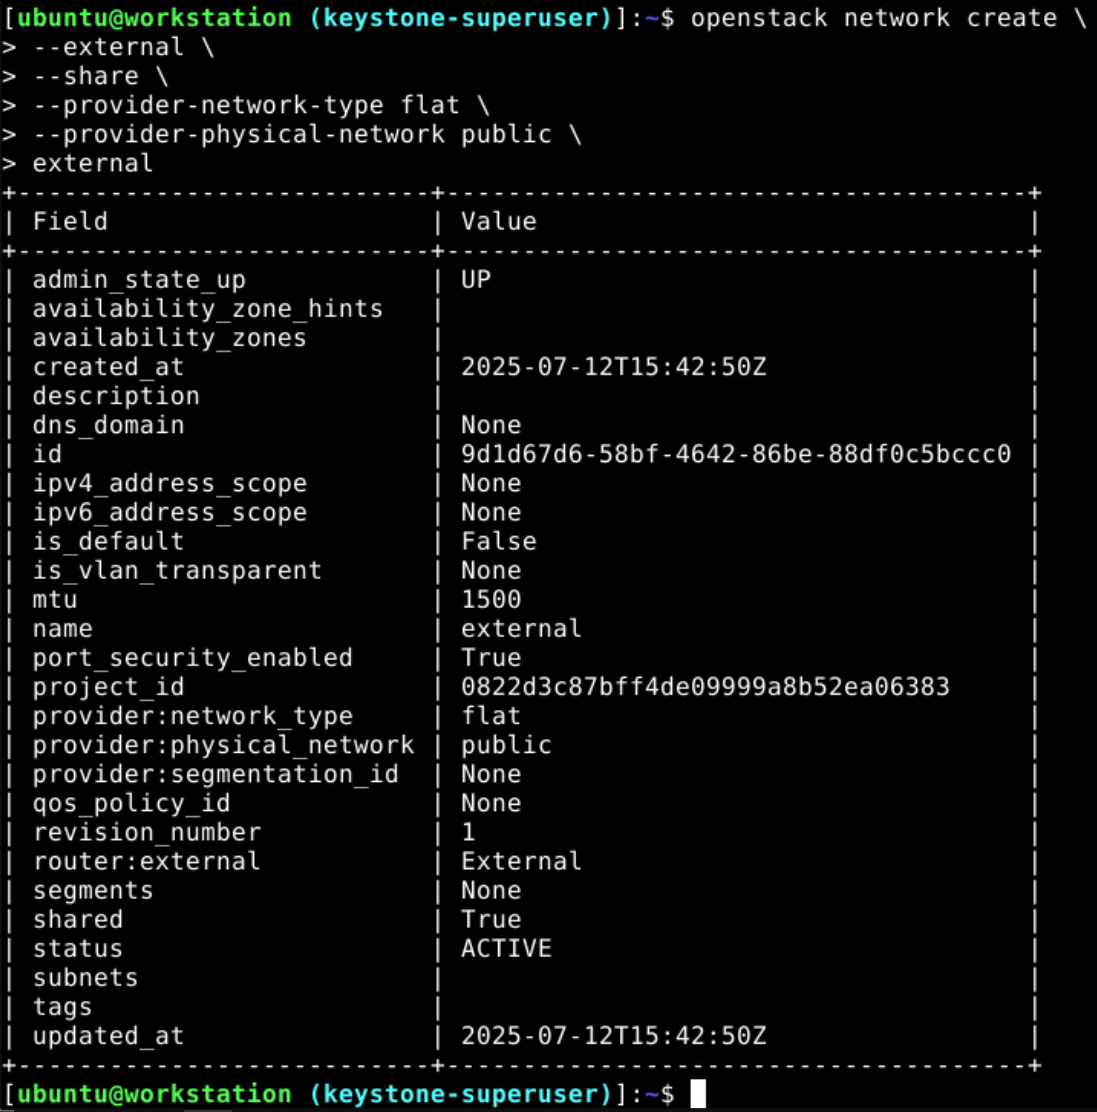 [ubuntu@workstation (keystone-superuser)]:~$ openstack network create \
> --external \
> --share \
> --provider-network-type flat \
> --provider-physical-network public \
> external
+---------------------------+--------------------------------------+
| Field                     | Value                                |
+---------------------------+--------------------------------------+
| admin_state_up            | UP                                   |
| availability_zone_hints   |                                      |
| availability_zones        |                                      |
| created_at                | 2025-07-12T15:42:50Z                 |
| description               |                                      |
| dns_domain                | None                                 |
| id                        | 9d1d67d6-58bf-4642-86be-88df0c5bccc0 |
| ipv4_address_scope        | None                                 |
| ipv6_address_scope        | None                                 |
| is_default                | False                                |
| is_vlan_transparent       | None                                 |
| mtu                       | 1500                                 |
| name                      | external                             |
| port_security_enabled     | True                                 |
| project_id                | 0822d3c87bff4de09999a8b52ea06383     |
| provider:network_type     | flat                                 |
| provider:physical_network | public                               |
| provider:segmentation_id  | None                                 |
| qos_policy_id             | None                                 |
| revision_number           | 1                                    |
| router:external           | External                             |
| segments                  | None                                 |
| shared                    | True                                 |
| status                    | ACTIVE                               |
| subnets                   |                                      |
| tags                      |                                      |
| updated_at                | 2025-07-12T15:42:50Z                 |
+---------------------------+--------------------------------------+
[ubuntu@workstation (keystone-superuser)]:~$